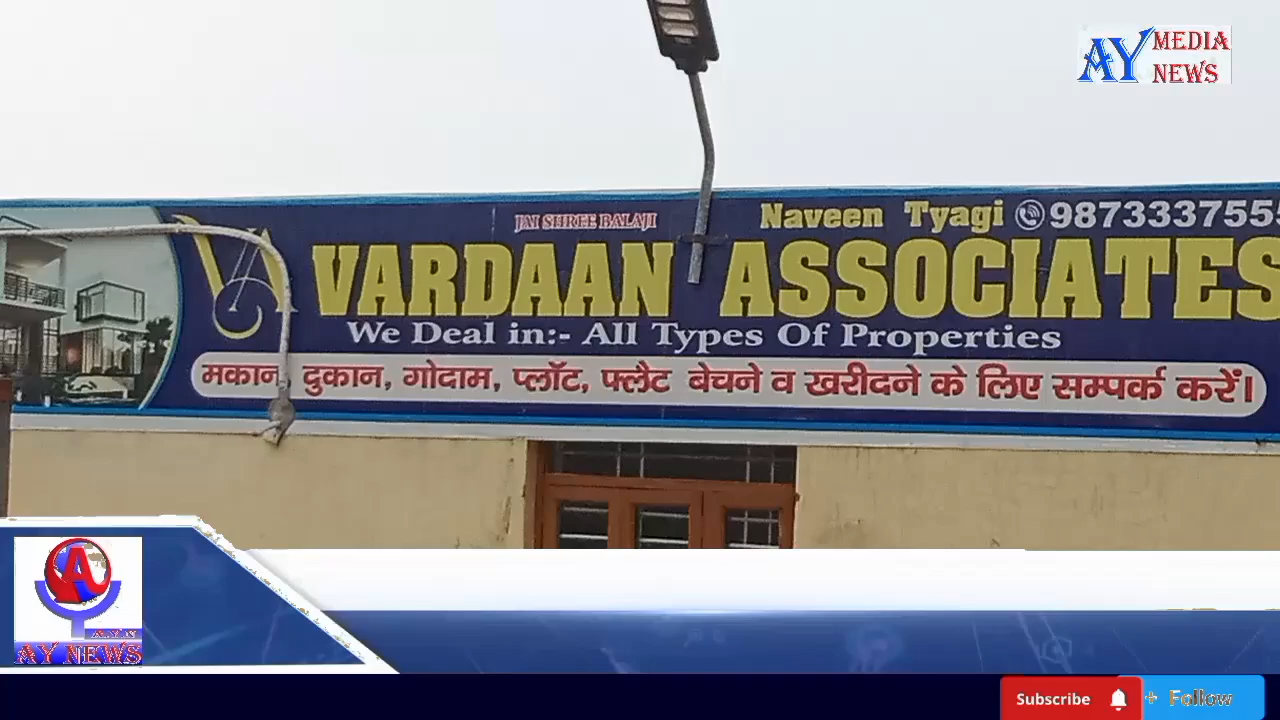 AY MEDIA
NEWS
JAI SHREE BALAJI
Naveen Tyagi
VARDAAN ASSOCIATES
We Deal in:- All Types Of Properties
मकान, दुकान, गोदाम, प्लॉट, फ्लैट बेचने व खरीदने के लिए सम्पर्क करें।
A
A.Y.N
AY NEWS
Subscribe
+ Follow